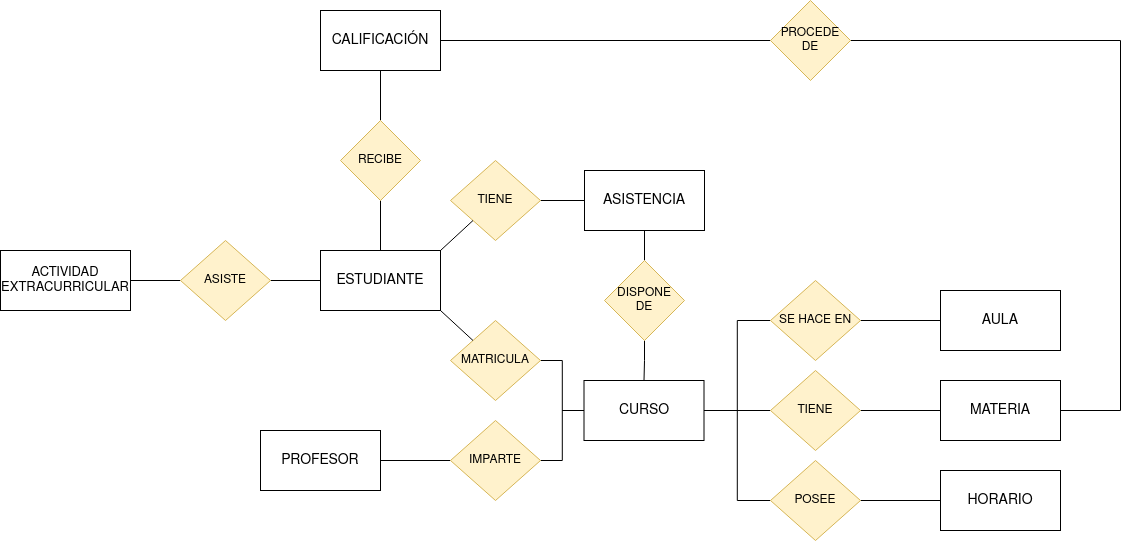 CALIFICACIÓN
PROCEDE
DE
RECIBE
TIENE
ASISTENCIA
ACTIVIDAD
EXTRACURRICULAR
ASISTE
ESTUDIANTE
DISPONE
DE
SE HACE EN
AULA
MATRICULA
CURSO
TIENE
MATERIA
PROFESOR
IMPARTE
POSEE
HORARIO